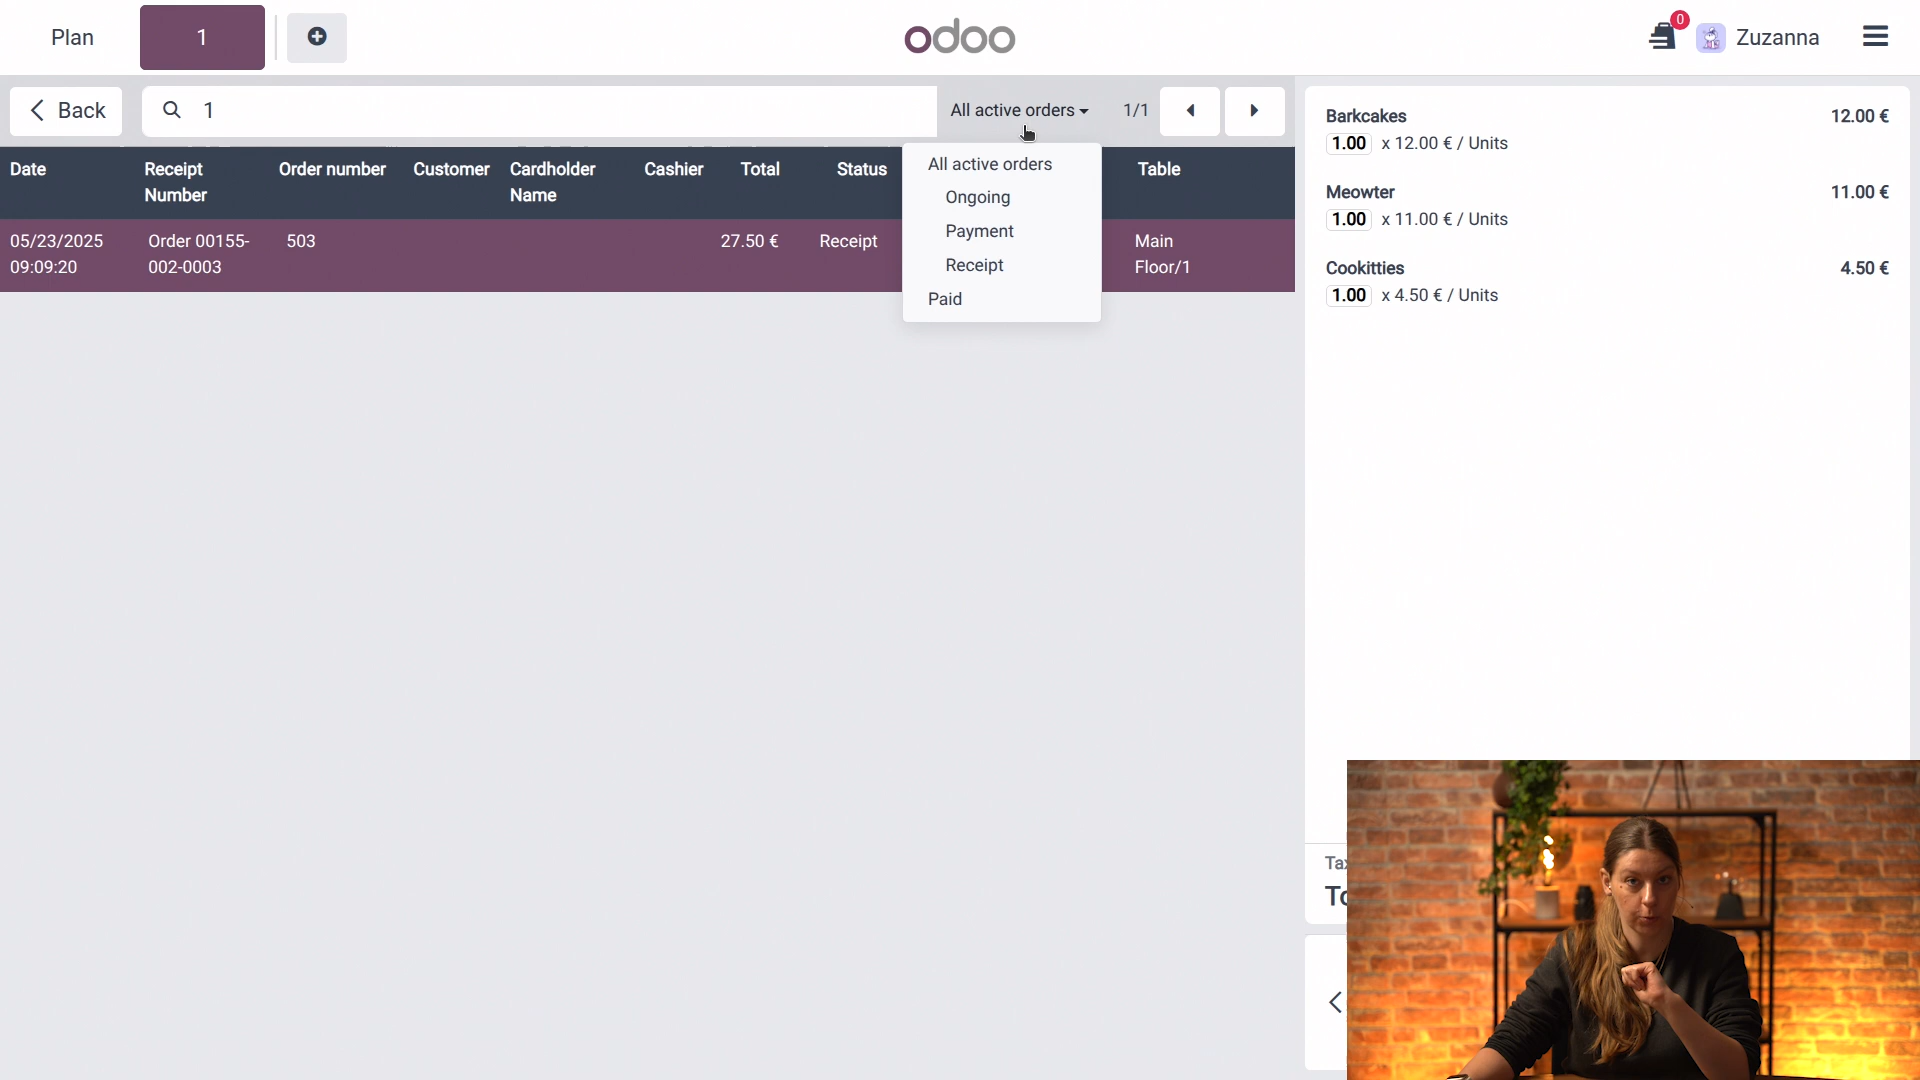 Plan
1
odoo
0
Zuzanna
Back
1
All active orders
1/1
Date
Receipt
Number
Order number
Customer
Cardholder
Name
Cashier
Total
Status
Table
05/23/2025
09:09:20
Order 00155-
002-0003
503
27.50 €
Receipt
Main
Floor/1
All active orders
Ongoing
Payment
Receipt
Paid
Barkcakes
12.00 €
1.00 x 12.00 € / Units
Meowter
11.00 €
1.00 x 11.00 € / Units
Cookitties
4.50 €
1.00 x 4.50 € / Units